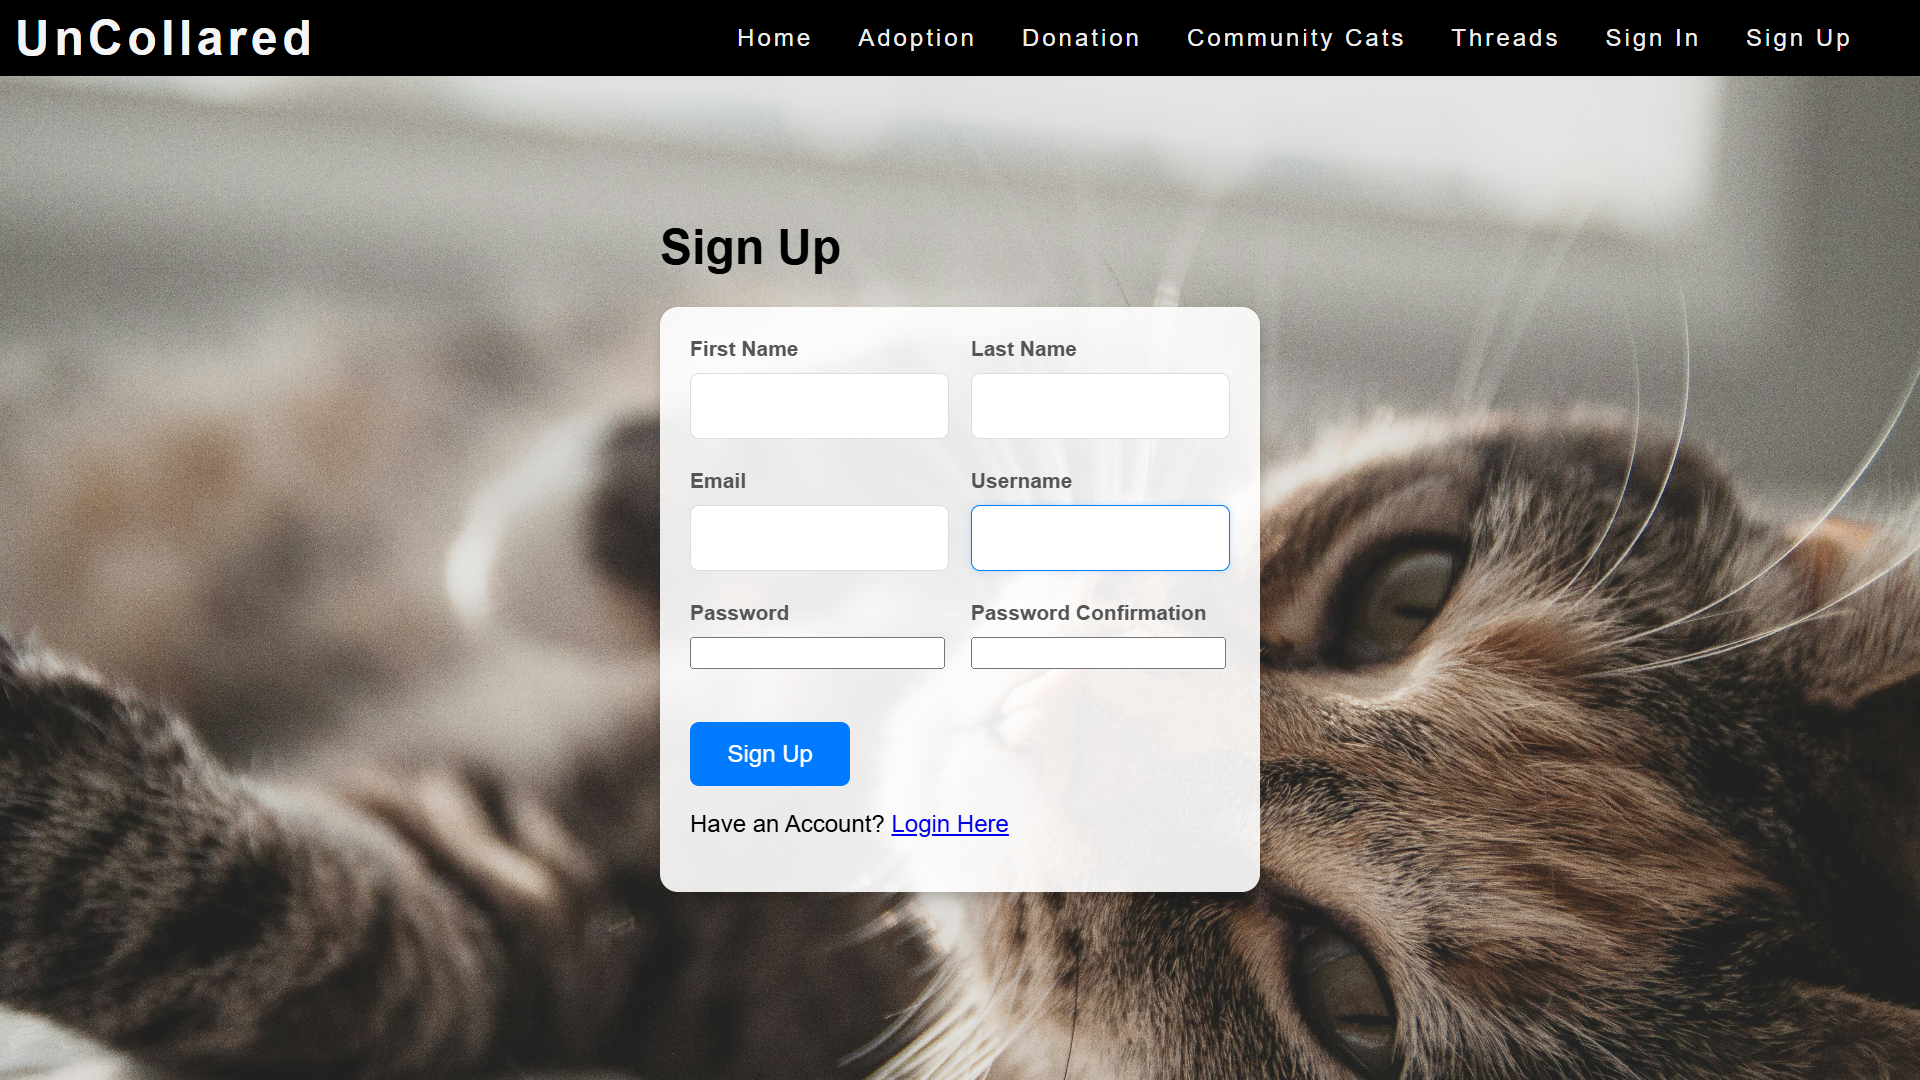 UnCollared
Home Adoption Donation Community Cats Threads Sign In Sign Up
Sign Up
First Name Last Name
Email Username
Password Password Confirmation
Sign Up
Have an Account? Login Here